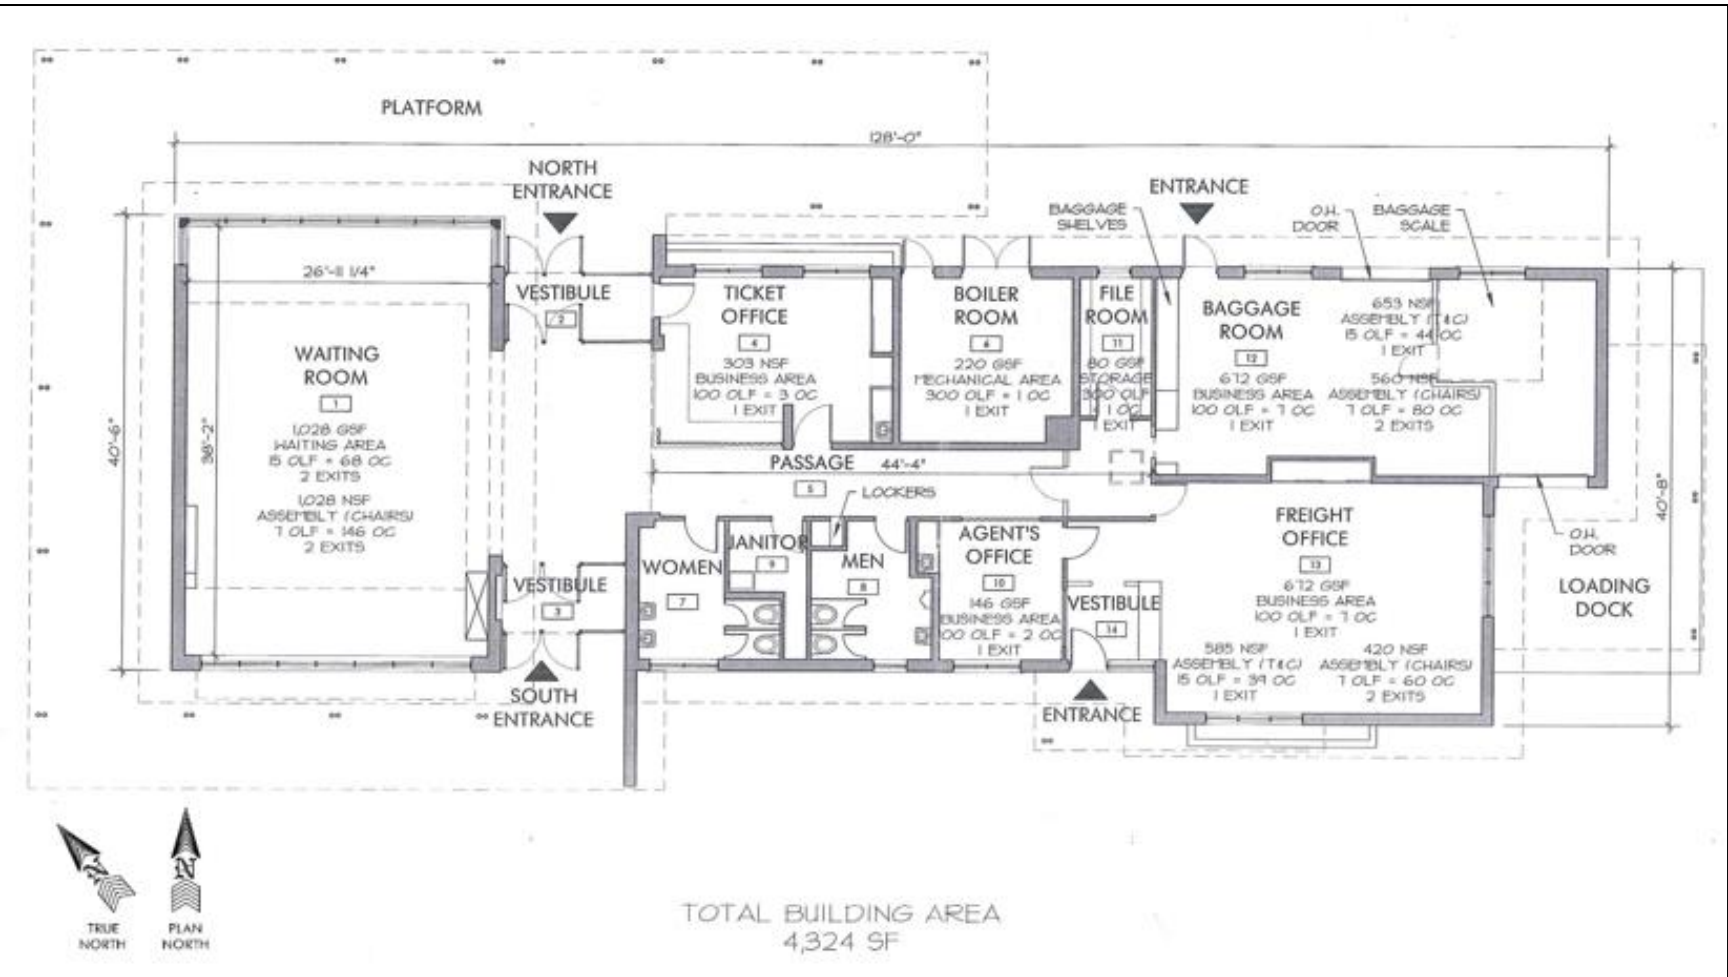 PLATFORM
128'-0"
NORTH
ENTRANCE
ENTRANCE
BAGGAGE
SHELVES
O.H.
DOOR
BAGGAGE
SCALE
26'-11 1/4"
VESTIBULE
2
TICKET
OFFICE
4
303 NSF
BUSINESS AREA
100 OLF = 3 OC
1 EXIT
BOILER
ROOM
6
220 GSF
MECHANICAL AREA
300 OLF = 1 OC
1 EXIT
FILE
ROOM
11
80 GSF
STORAGE
300 OLF
1 OC
1 EXIT
BAGGAGE
ROOM
12
672 GSF
BUSINESS AREA
100 OLF = 7 OC
1 EXIT
653 NSF
ASSEMBLY (T&C)
15 OLF = 44 OC
1 EXIT
560 NSF
ASSEMBLY (CHAIRS)
7 OLF = 80 OC
2 EXITS
WAITING
ROOM
1
1,028 GSF
WAITING AREA
15 OLF = 68 OC
2 EXITS
1,028 NSF
ASSEMBLY (CHAIRS)
7 OLF = 146 OC
2 EXITS
40'-6"
38'-2"
PASSAGE 44'-4"
5
LOCKERS
WOMEN
7
JANITOR
9
MEN
8
AGENT'S
OFFICE
10
146 GSF
BUSINESS AREA
100 OLF = 2 OC
1 EXIT
VESTIBULE
14
FREIGHT
OFFICE
13
672 GSF
BUSINESS AREA
100 OLF = 7 OC
1 EXIT
585 NSF
ASSEMBLY (T&C)
15 OLF = 39 OC
1 EXIT
420 NSF
ASSEMBLY (CHAIRS)
7 OLF = 60 OC
2 EXITS
O.H.
DOOR
LOADING
DOCK
40'-8"
VESTIBULE
3
SOUTH
ENTRANCE
ENTRANCE
N
TRUE
NORTH
N
PLAN
NORTH
TOTAL BUILDING AREA
4,324 SF